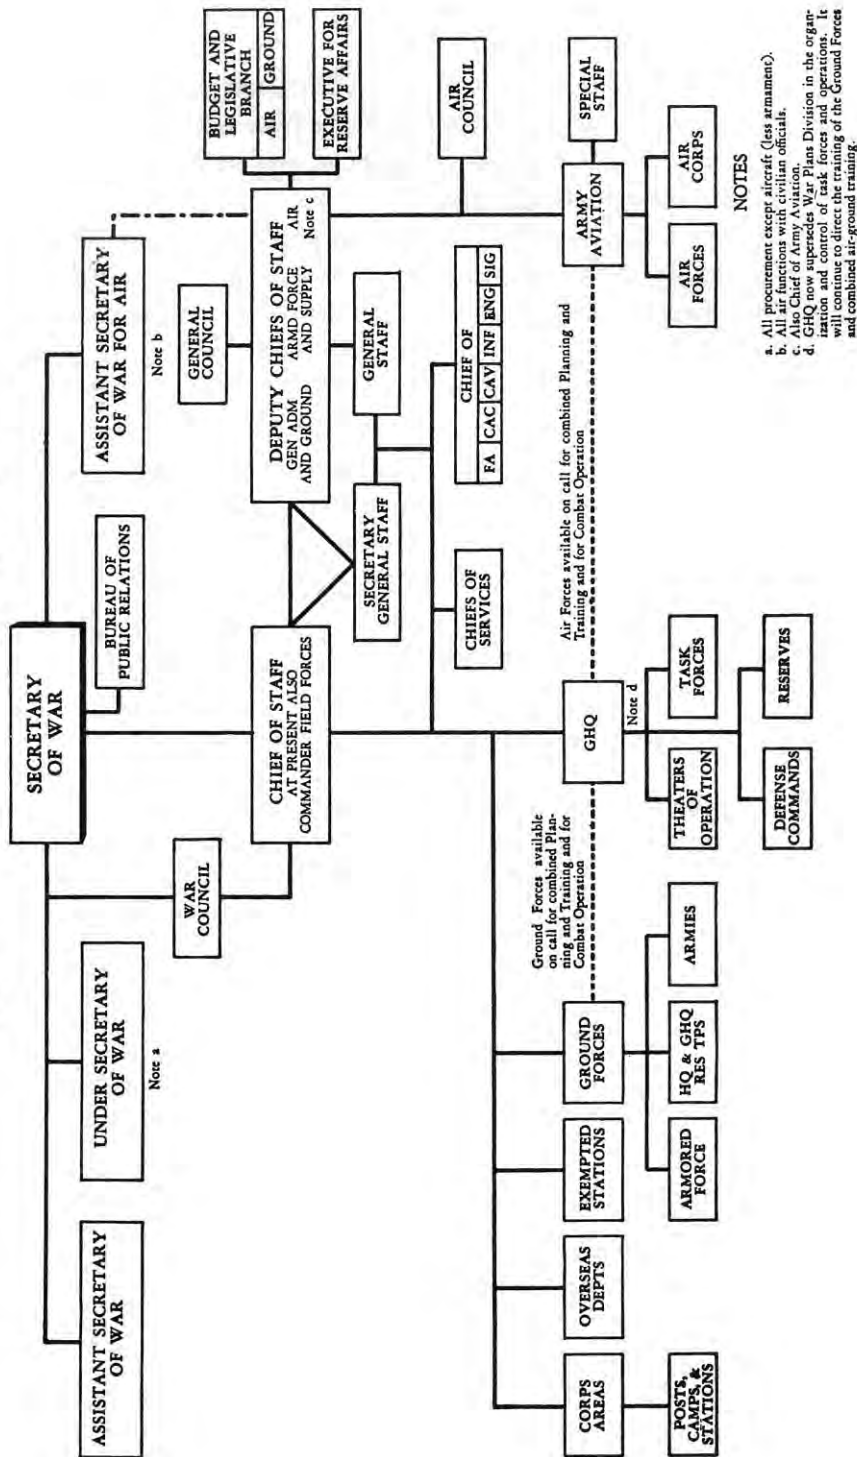 SECRETARY
OF WAR
ASSISTANT SECRETARY
OF WAR
UNDER SECRETARY
OF WAR
Note a
BUREAU OF
PUBLIC RELATIONS
ASSISTANT SECRETARY
OF WAR FOR AIR
Note b
WAR
COUNCIL
GENERAL
COUNCIL
BUDGET AND
LEGISLATIVE
BRANCH
AIR
GROUND
EXECUTIVE FOR
RESERVE AFFAIRS
CHIEF OF STAFF
AT PRESENT ALSO
COMMANDER FIELD FORCES
DEPUTY CHIEFS OF STAFF
GEN ADM ARMD FORCE AIR
AND GROUND AND SUPPLY Note c
SECRETARY
GENERAL STAFF
GENERAL
STAFF
AIR
COUNCIL
CHIEFS OF
SERVICES
CHIEF OF
FA CAC CAV INF ENG SIG
CORPS
AREAS
OVERSEAS
DEPTS
EXEMPTED
STATIONS
GROUND
FORCES
Ground Forces available
on call for combined Plan-
ning and Training and for
Combat Operation
GHQ
Note d
Air Forces available on call for combined Planning and
Training and for Combat Operation
ARMY
AVIATION
SPECIAL
STAFF
POSTS,
CAMPS, &
STATIONS
ARMORED
FORCE
HQ & GHQ
RES TPS
ARMIES
THEATERS
OF
OPERATION
TASK
FORCES
DEFENSE
COMMANDS
RESERVES
AIR
FORCES
AIR
CORPS
NOTES
a. All procurement except aircraft (less armament).
b. All air functions with civilian officials.
c. Also Chief of Army Aviation.
d. GHQ now supersedes War Plans Division in the organ-
ization and control of task forces and operations. It
will continue to direct the training of the Ground Forces
and combined air-ground training.